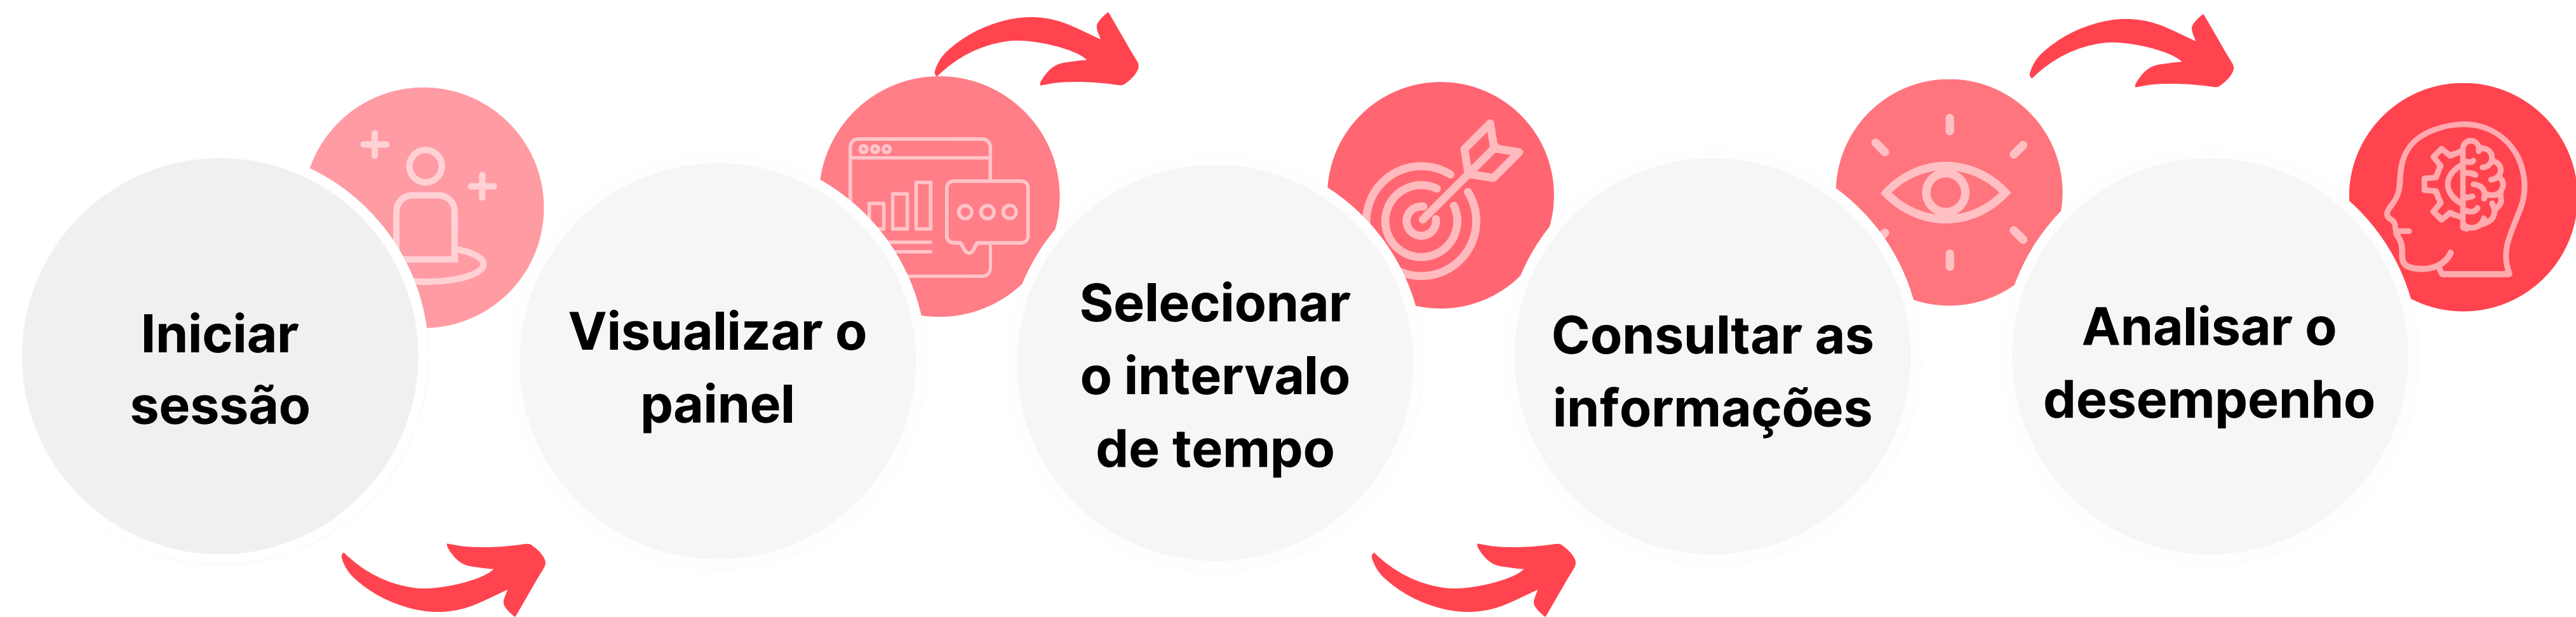 Iniciar
sessão
Visualizar o
painel
Selecionar
o intervalo
de tempo
Consultar as
informações
Analisar o
desempenho